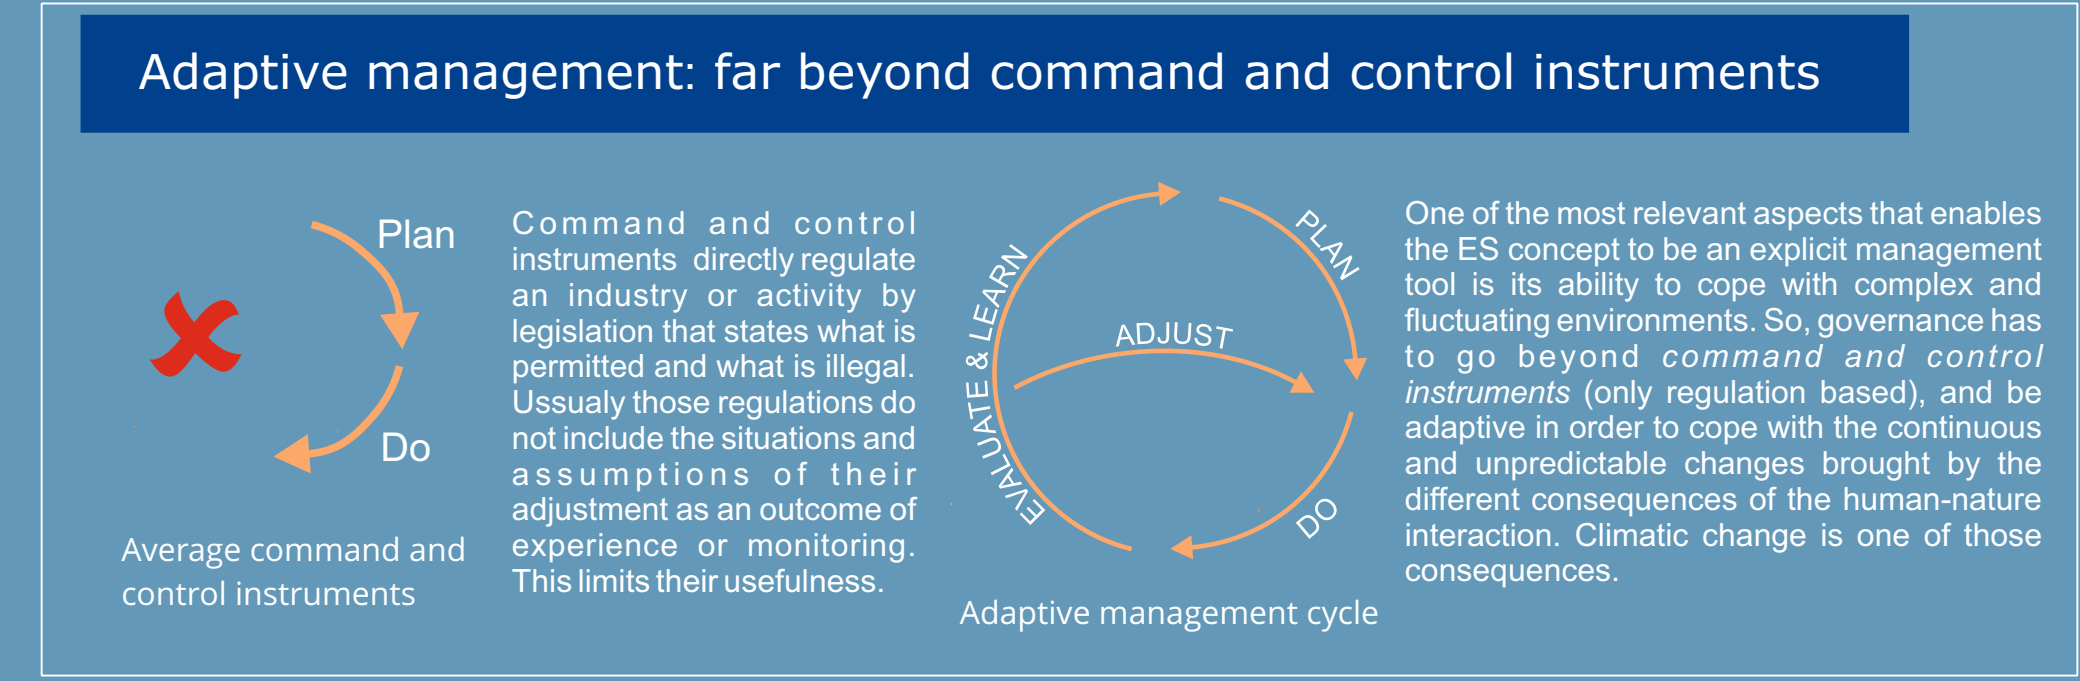 Adaptive management: far beyond command and control instruments
Plan
Do
Average command and
control instruments
Command and control
instruments directly regulate
an industry or activity by
legislation that states what is
permitted and what is illegal.
Ussualy those regulations do
not include the situations and
assumptions of their
adjustment as an outcome of
experience or monitoring.
This limits their usefulness.
PLAN
ADJUST
EVALUATE & LEARN
DO
Adaptive management cycle
One of the most relevant aspects that enables
the ES concept to be an explicit management
tool is its ability to cope with complex and
fluctuating environments. So, governance has
to go beyond command and control
instruments (only regulation based), and be
adaptive in order to cope with the continuous
and unpredictable changes brought by the
different consequences of the human-nature
interaction. Climatic change is one of those
consequences.